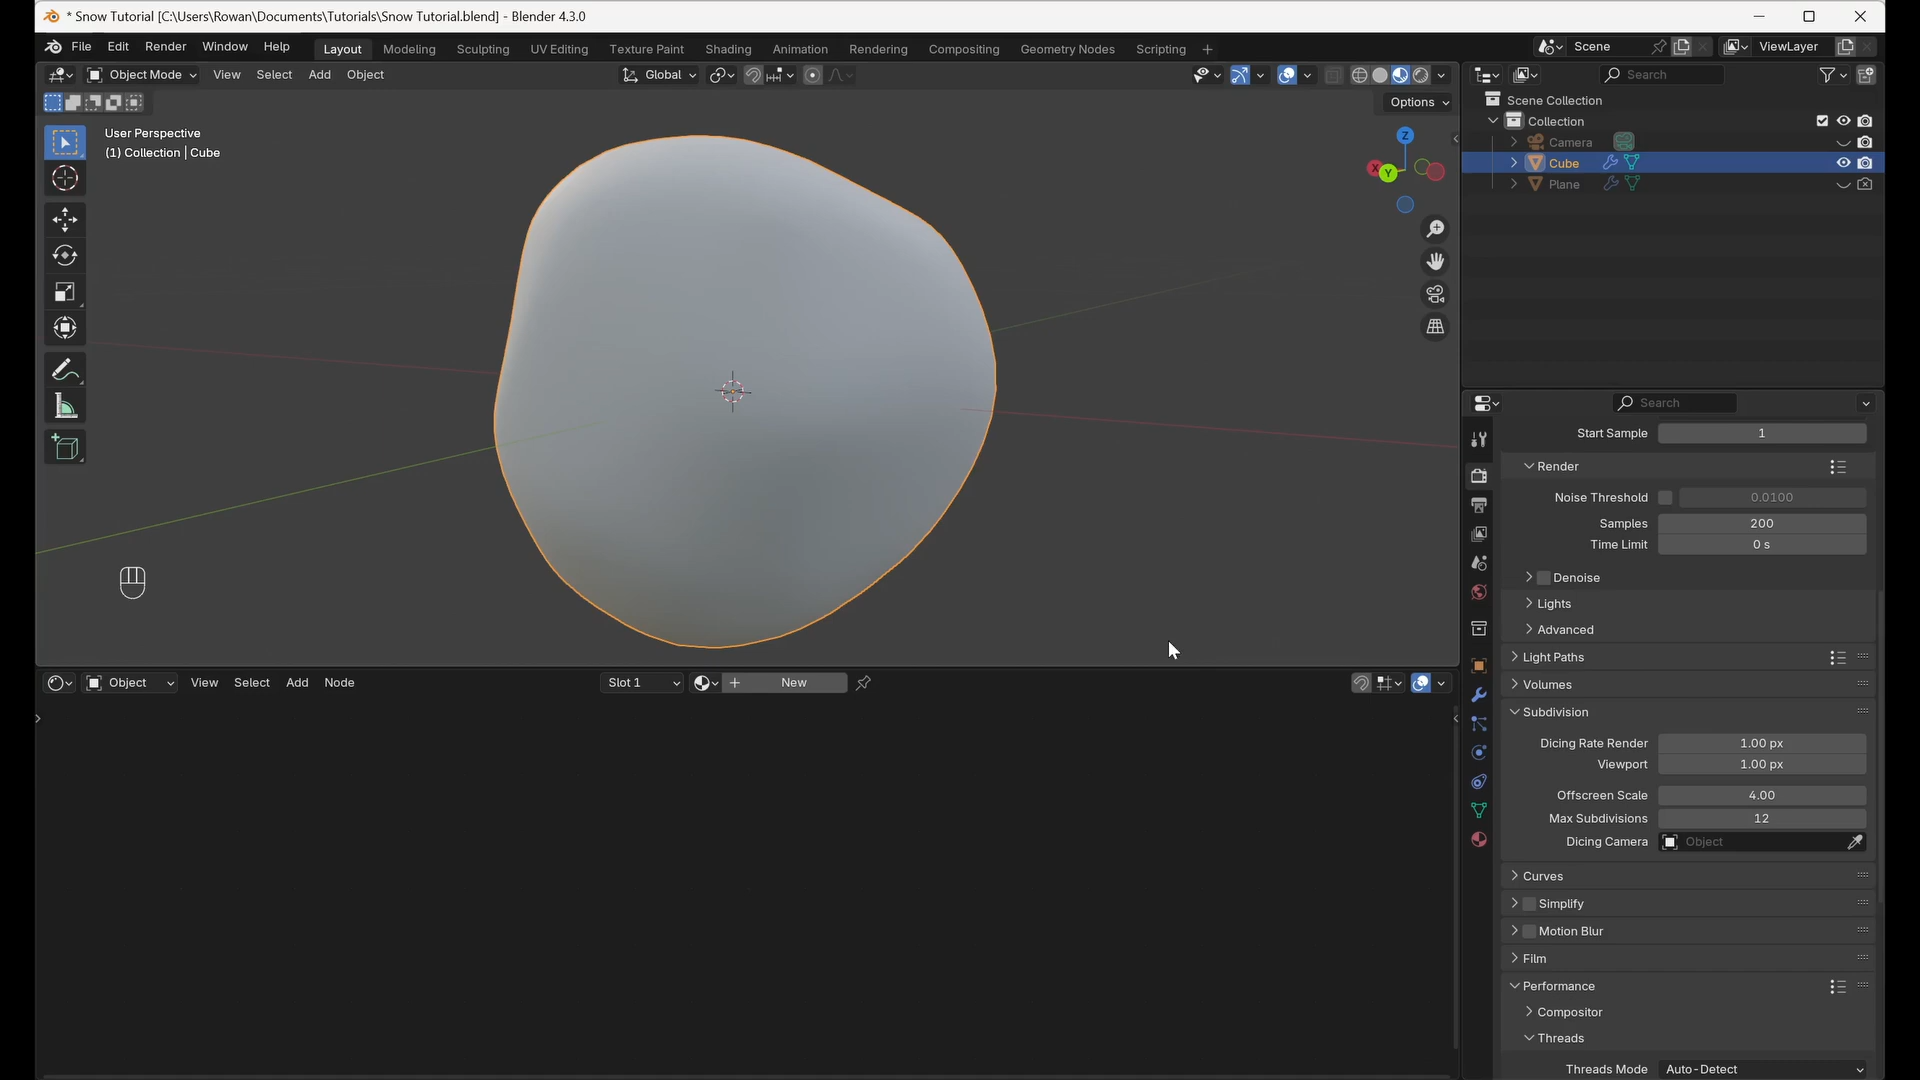 * Snow Tutorial [C:\Users\Rowan\Documents\Tutorials\Snow Tutorial.blend] - Blender 4.3.0
File Edit Render Window Help Layout Modeling Sculpting UV Editing Texture Paint Shading Animation Rendering Compositing Geometry Nodes Scripting + Scene ViewLayer
Object Mode View Select Add Object Global Search
Options
Scene Collection
Collection
Camera
Cube
Plane
User Perspective
(1) Collection | Cube
Z
X
Y
Search
Start Sample 1
Render
Noise Threshold 0.0100
Samples 200
Time Limit 0 s
Denoise
Lights
Advanced
Light Paths
Volumes
Subdivision
Dicing Rate Render 1.00 px
Viewport 1.00 px
Offscreen Scale 4.00
Max Subdivisions 12
Dicing Camera Object
Curves
Simplify
Motion Blur
Film
Performance
Compositor
Threads
Threads Mode Auto-Detect
Object View Select Add Node Slot 1 + New